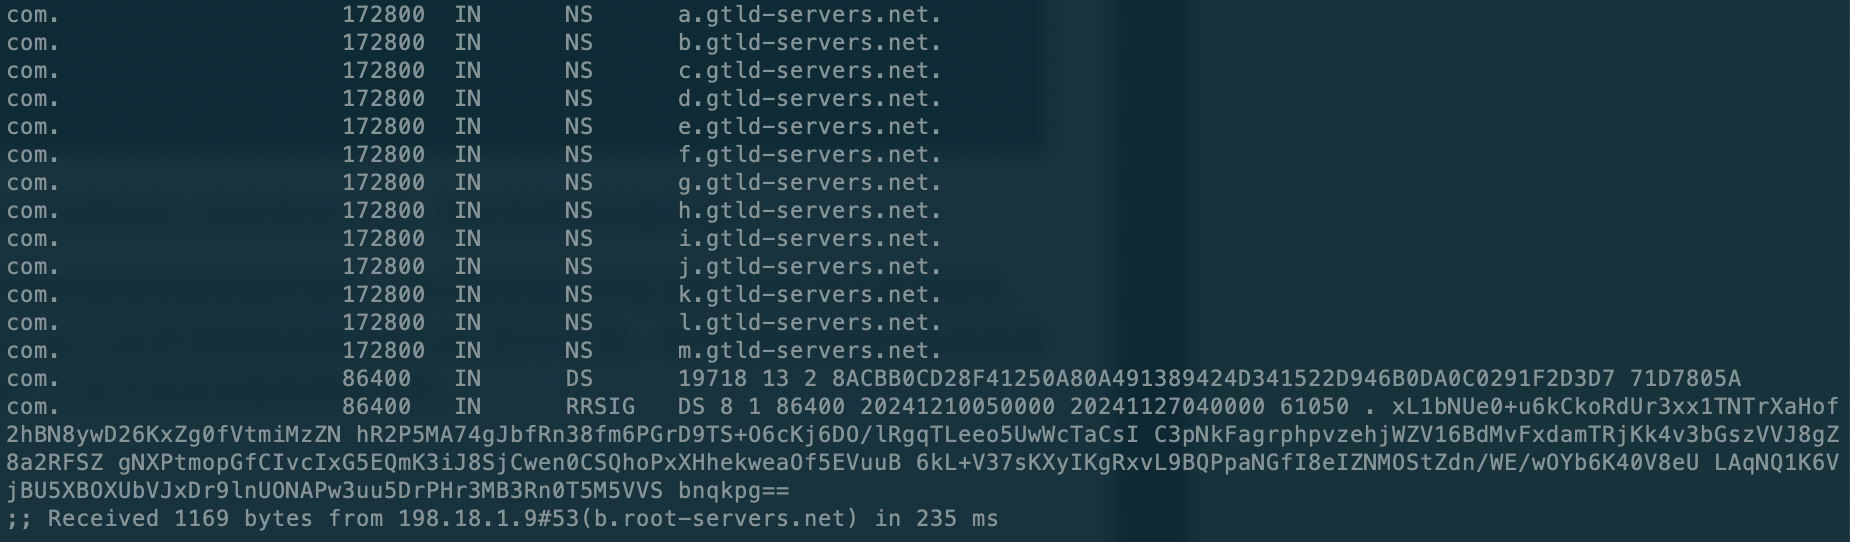 com. 172800 IN NS a.gtld-servers.net.
com. 172800 IN NS b.gtld-servers.net.
com. 172800 IN NS c.gtld-servers.net.
com. 172800 IN NS d.gtld-servers.net.
com. 172800 IN NS e.gtld-servers.net.
com. 172800 IN NS f.gtld-servers.net.
com. 172800 IN NS g.gtld-servers.net.
com. 172800 IN NS h.gtld-servers.net.
com. 172800 IN NS i.gtld-servers.net.
com. 172800 IN NS j.gtld-servers.net.
com. 172800 IN NS k.gtld-servers.net.
com. 172800 IN NS l.gtld-servers.net.
com. 172800 IN NS m.gtld-servers.net.
com. 86400 IN DS 19718 13 2 8ACBB0CD28F41250A80A491389424D341522D946B0DA0C0291F2D3D7 71D7805A
com. 86400 IN RRSIG DS 8 1 86400 20241210050000 20241127040000 61050 . xL1bNUe0+u6kCkoRdUr3xx1TNTrXaHof
2hBN8ywD26KxZg0fVtmiMzZN hR2P5MA74gJbfRn38fm6PGrD9TS+O6cKj6DO/lRgqTLeeo5UwWcTaCsI C3pNkFagrphpvzehjWZV16BdMvFxdamTRjKk4v3bGszVVJ8gZ
8a2RFSZ gNXPtmopGfCIvcIxG5EQmK3iJ8SjCwen0CSQhoPxXHhekweaOf5EVuuB 6kL+V37sKXyIKgRxvL9BQPpaNGfI8eIZNMOStZdn/WE/wOYb6K40V8eU LAqNQ1K6V
jBU5XBOXUbVJxDr9lnUONAPw3uu5DrPHr3MB3Rn0T5M5VVS bnqkpg==
;; Received 1169 bytes from 198.18.1.9#53(b.root-servers.net) in 235 ms